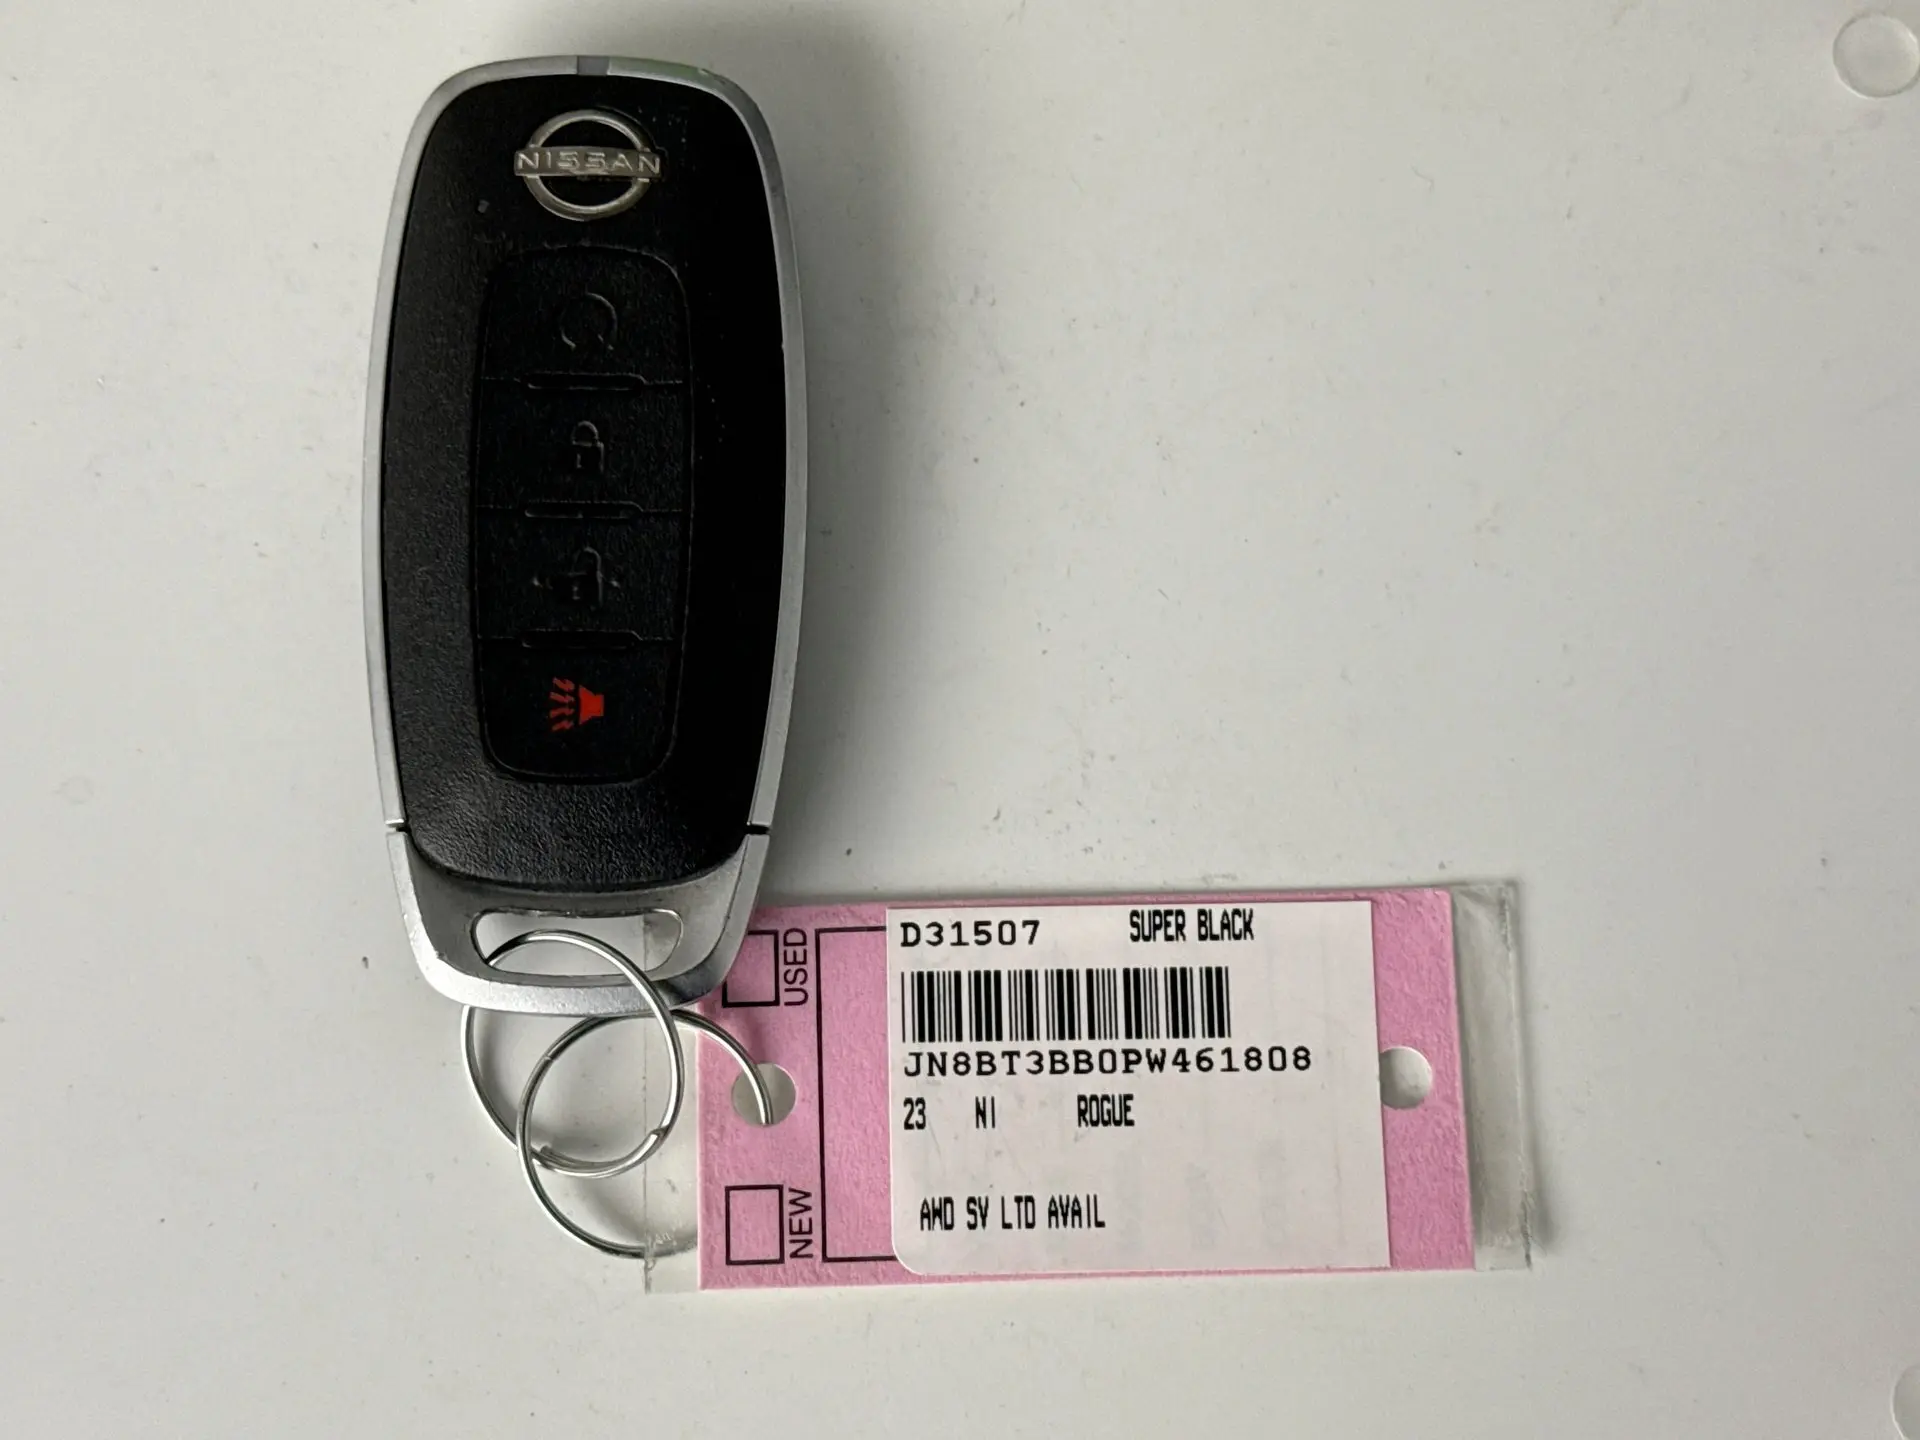 NISSAN
USED
NEW
D31507 SUPER BLACK
JN8BT3BB0PW461808
23 NI ROGUE
AWD SV LTD AVAIL